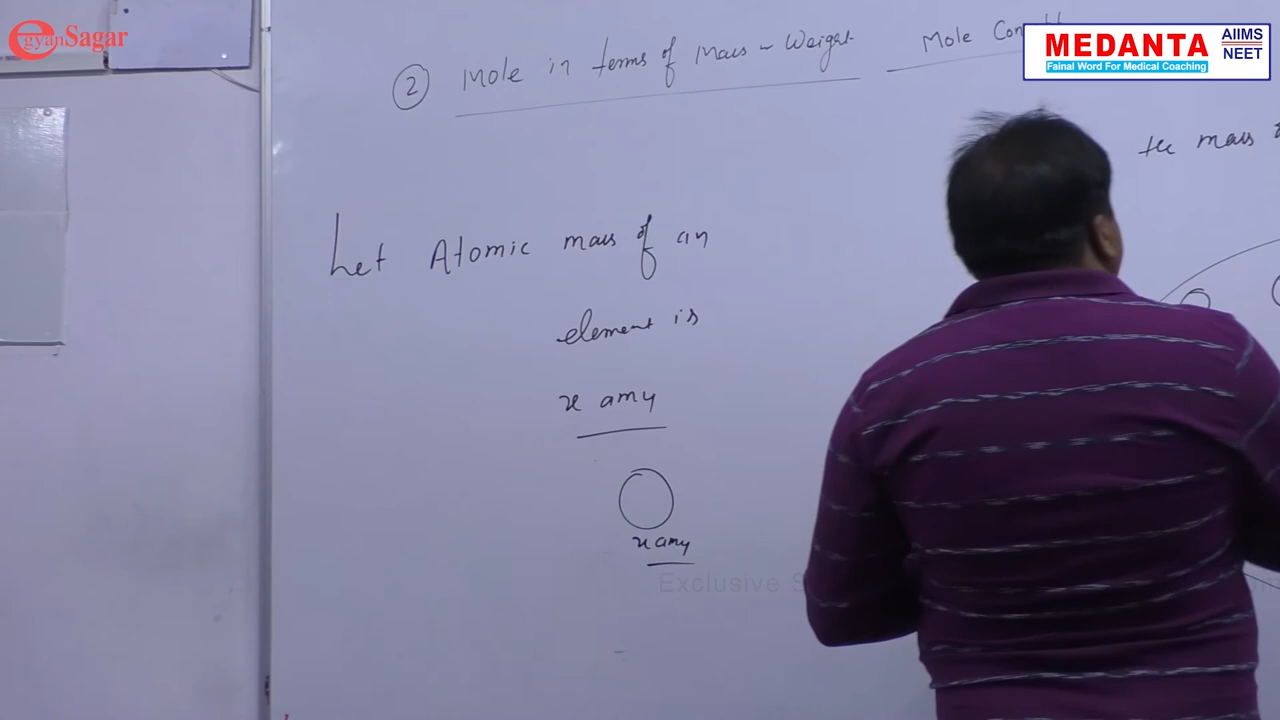 egyanSagar
MEDANTA
AIIMS
NEET
Fainal Word For Medical Coaching
② Mole in terms of Mass ~ Weight Mole Con
the mass
Let Atomic mass of an
element is
x amu
x amu
Exclusive S